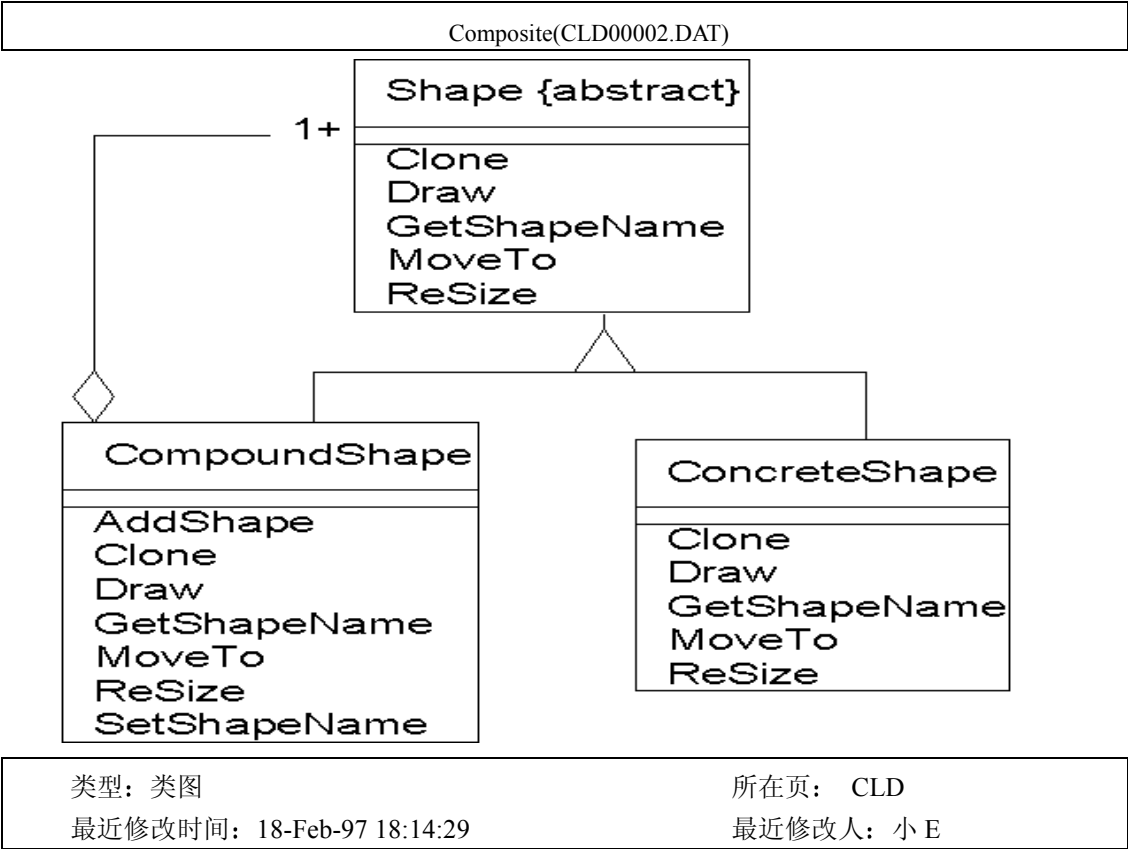 Composite(CLD00002.DAT)
Shape {abstract}
1+
Clone
Draw
GetShapeName
MoveTo
ReSize
CompoundShape
AddShape
Clone
Draw
GetShapeName
MoveTo
ReSize
SetShapeName
ConcreteShape
Clone
Draw
GetShapeName
MoveTo
ReSize
类型：类图 所在页： CLD
最近修改时间：18-Feb-97 18:14:29 最近修改人：小 E